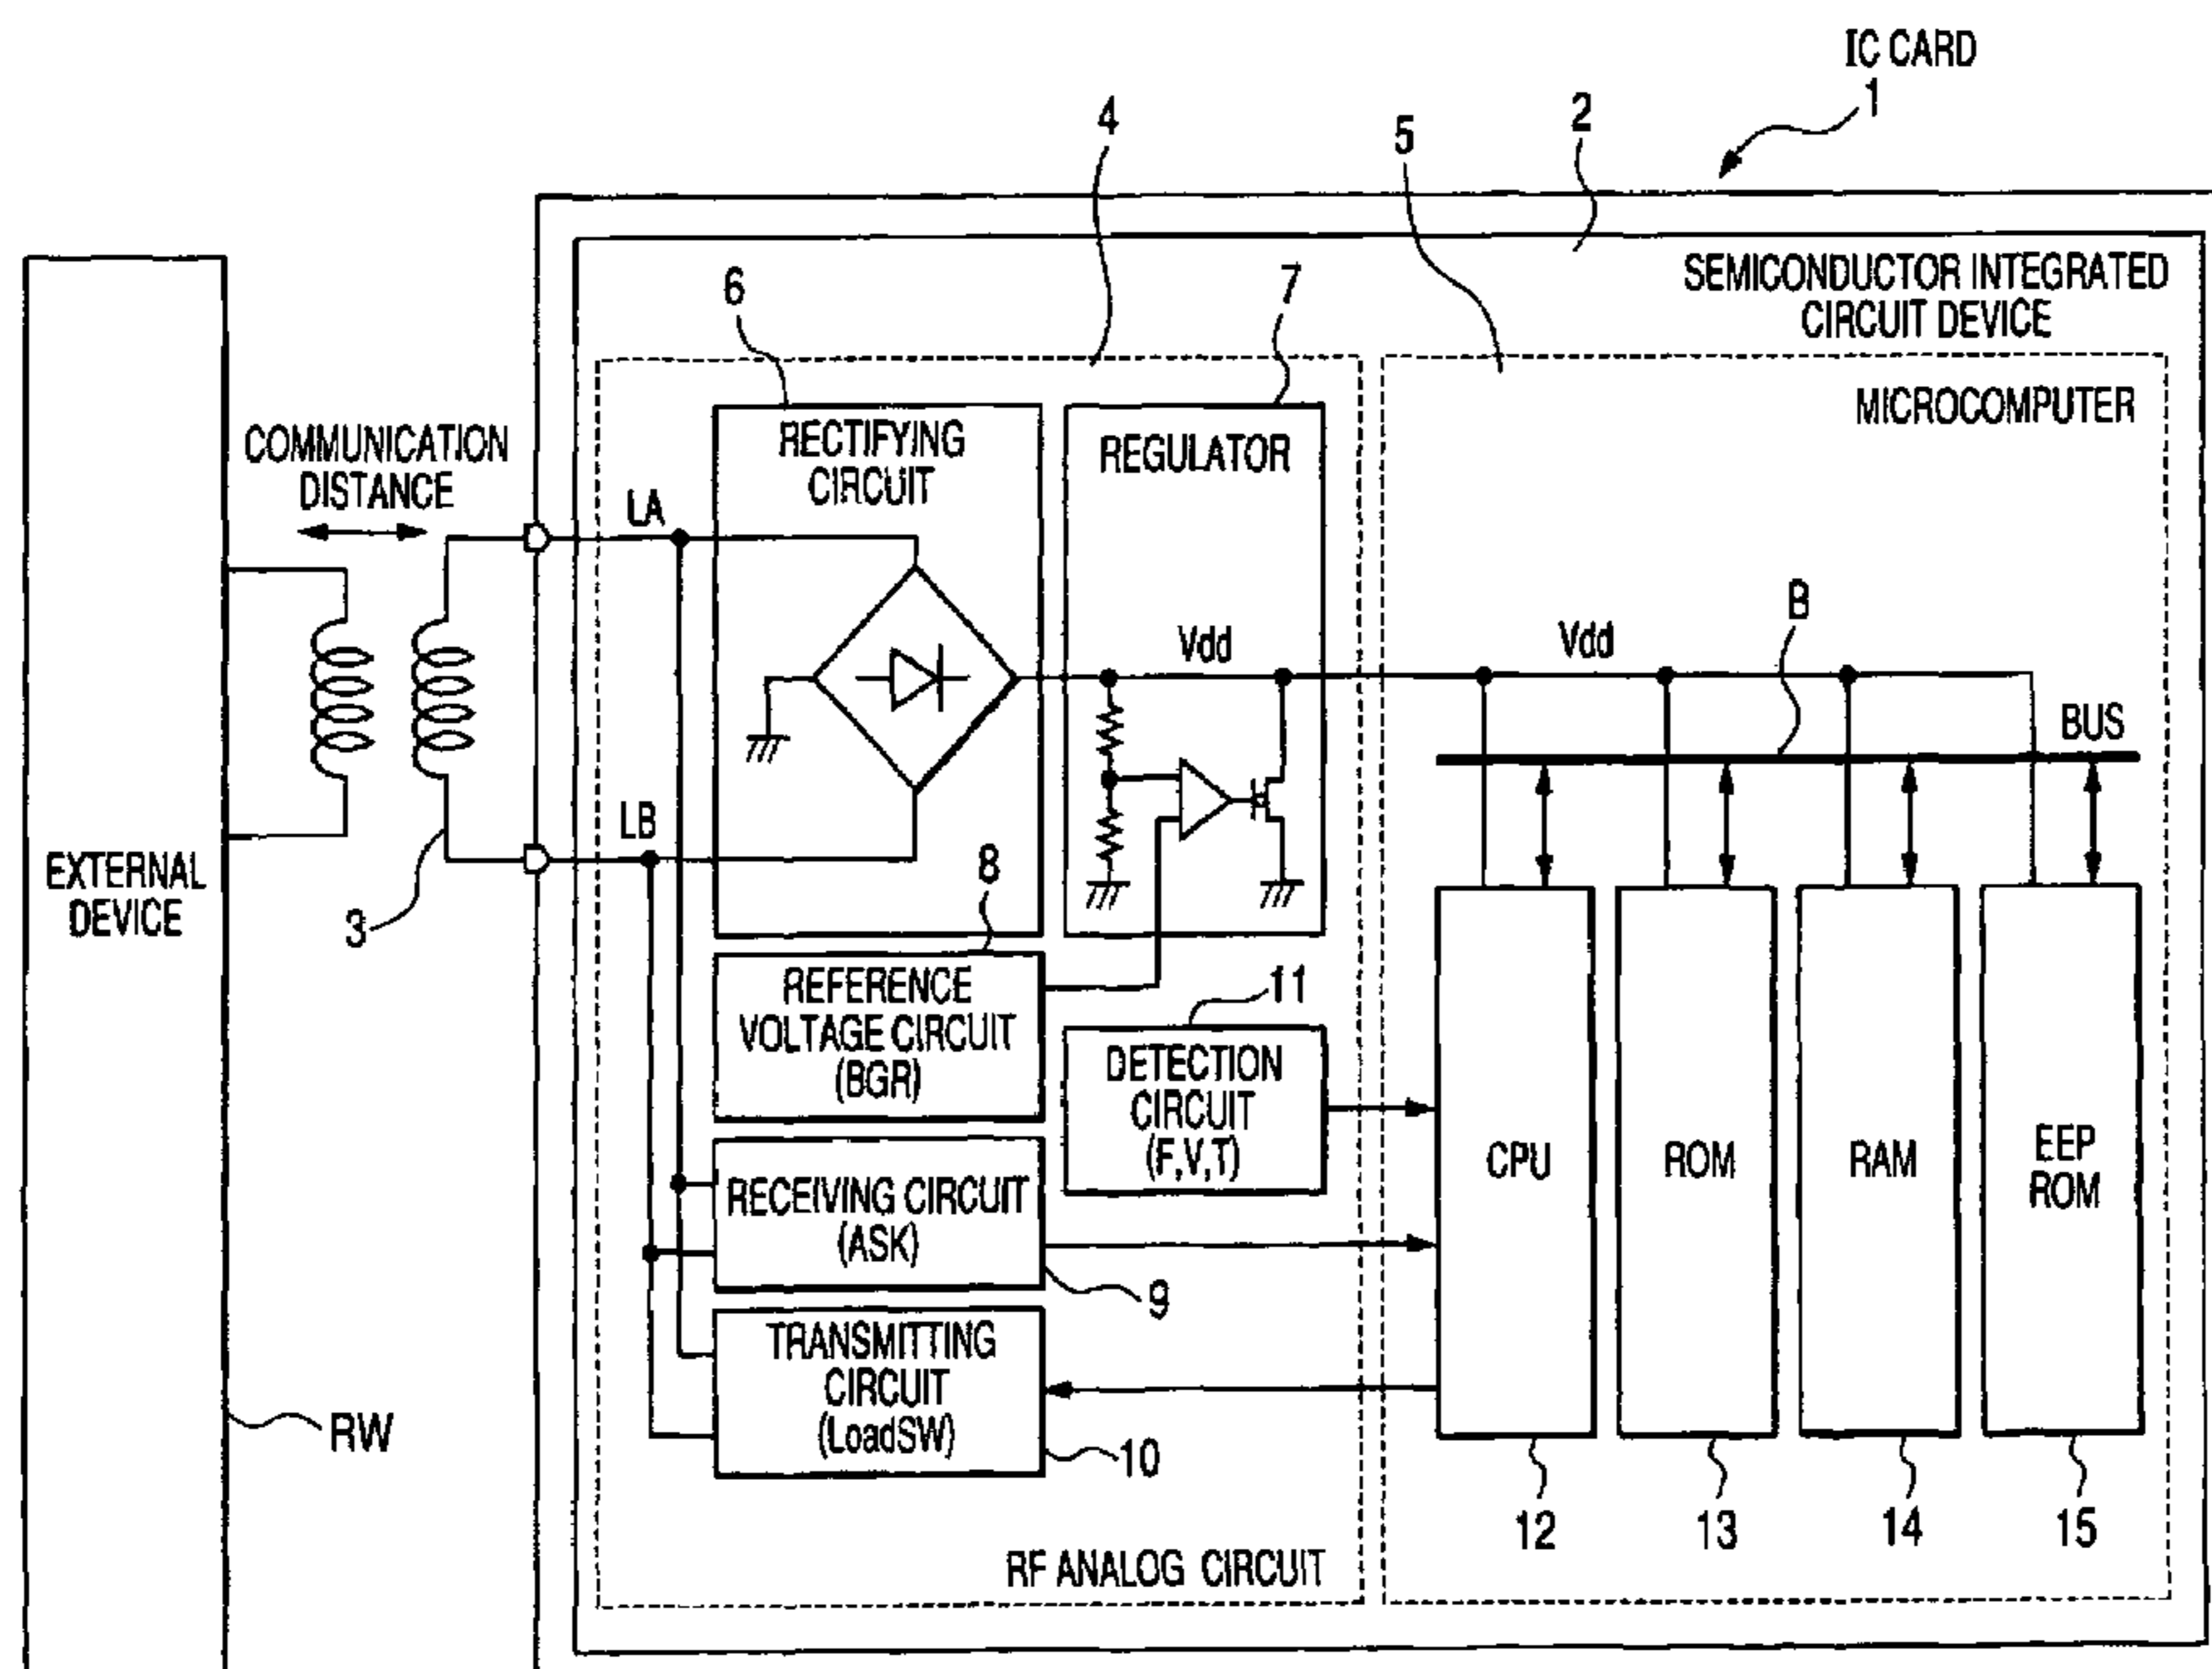 IC CARD
1
4
5
2
SEMICONDUCTOR INTEGRATED
CIRCUIT DEVICE
6
7
MICROCOMPUTER
RECTIFYING
CIRCUIT
REGULATOR
COMMUNICATION
DISTANCE
LA
B
Vdd
Vdd
BUS
LB
3
8
EXTERNAL
DEVICE
REFERENCE
VOLTAGE CIRCUIT
(BGR)
11
DETECTION
CIRCUIT
(F,V,T)
CPU
ROM
RAM
EEP
ROM
RECEIVING CIRCUIT
(ASK)
9
TRANSMITTING
CIRCUIT
(LoadSW)
10
RW
12
13
14
15
RF ANALOG CIRCUIT